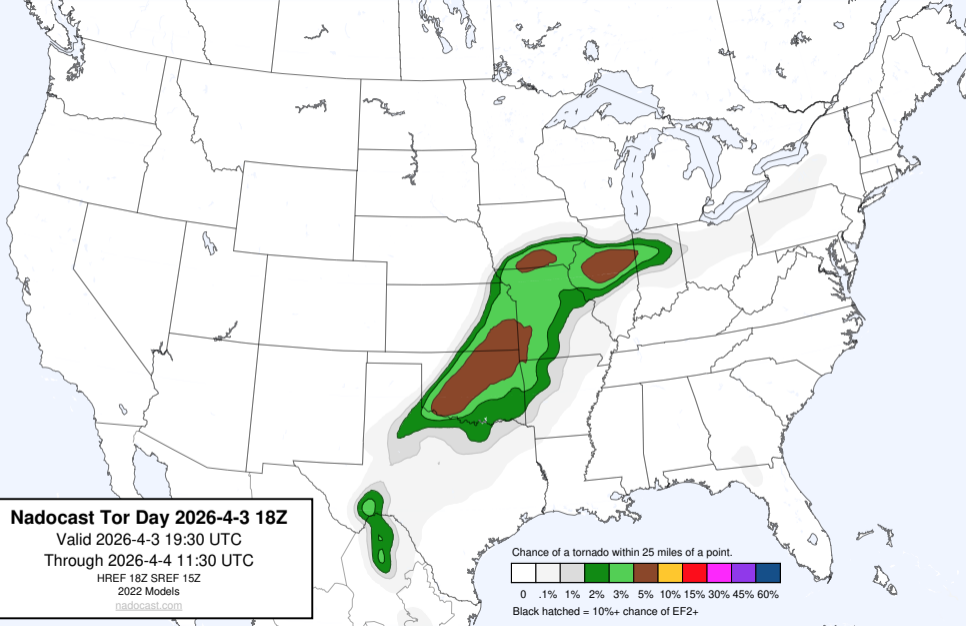 Nadocast Tor Day 2026-4-3 18Z
Valid 2026-4-3 19:30 UTC
Through 2026-4-4 11:30 UTC
HREF 18Z SREF 15Z
2022 Models
nadocast.com
Chance of a tornado within 25 miles of a point.
0 .1% 1% 2% 3% 5% 10% 15% 30% 45% 60%
Black hatched = 10%+ chance of EF2+